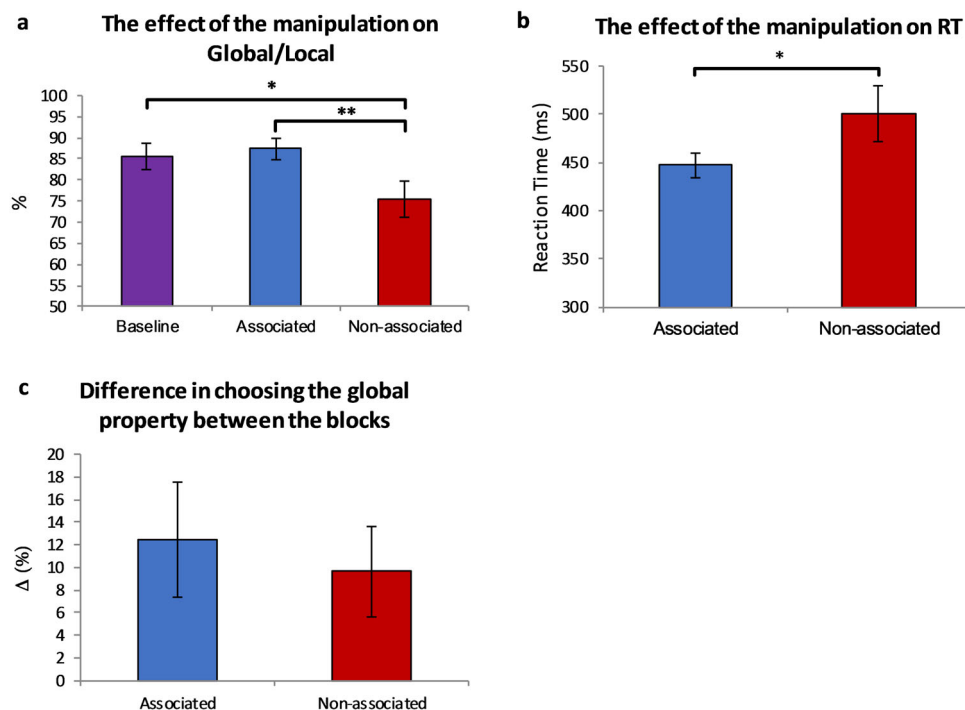 a
The effect of the manipulation on
Global/Local
100
95
90
85
80
75
70
65
60
55
50
%
*
**
Baseline
Associated
Non-associated
b
The effect of the manipulation on RT
550
500
450
400
350
300
Reaction Time (ms)
*
Associated
Non-associated
c
Difference in choosing the global
property between the blocks
20
18
16
14
12
10
8
6
4
2
0
Δ (%)
Associated
Non-associated